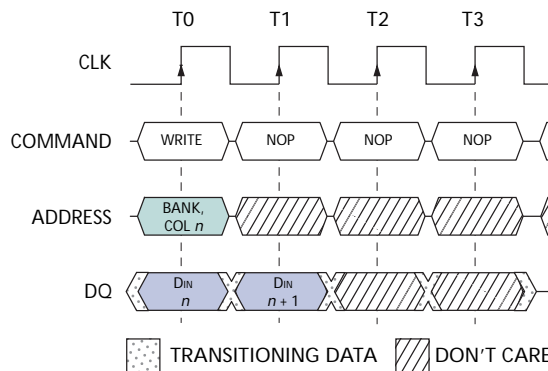 T0 T1 T2 T3
CLK
COMMAND WRITE NOP NOP NOP
ADDRESS BANK,
COL n
DQ DIN DIN
n n + 1
TRANSITIONING DATA DON'T CARE